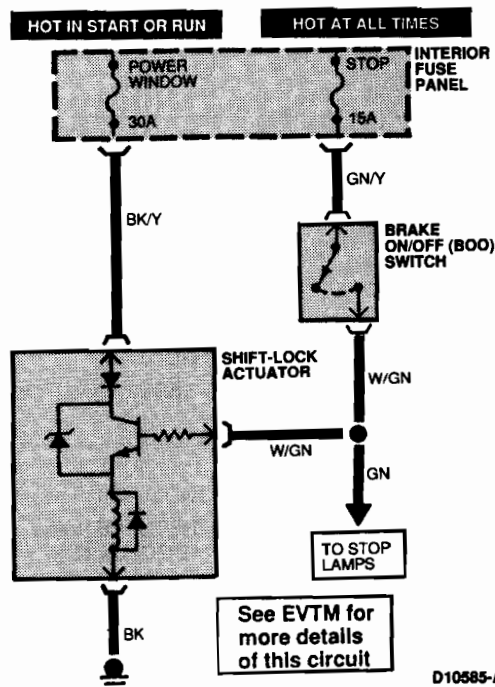 HOT IN START OR RUN
HOT AT ALL TIMES
POWER
WINDOW
30A
STOP
15A
INTERIOR
FUSE
PANEL
BK/Y
GN/Y
BRAKE
ON/OFF (BOO)
SWITCH
SHIFT-LOCK
ACTUATOR
W/GN
W/GN
GN
TO STOP
LAMPS
BK
See EVTM for
more details
of this circuit